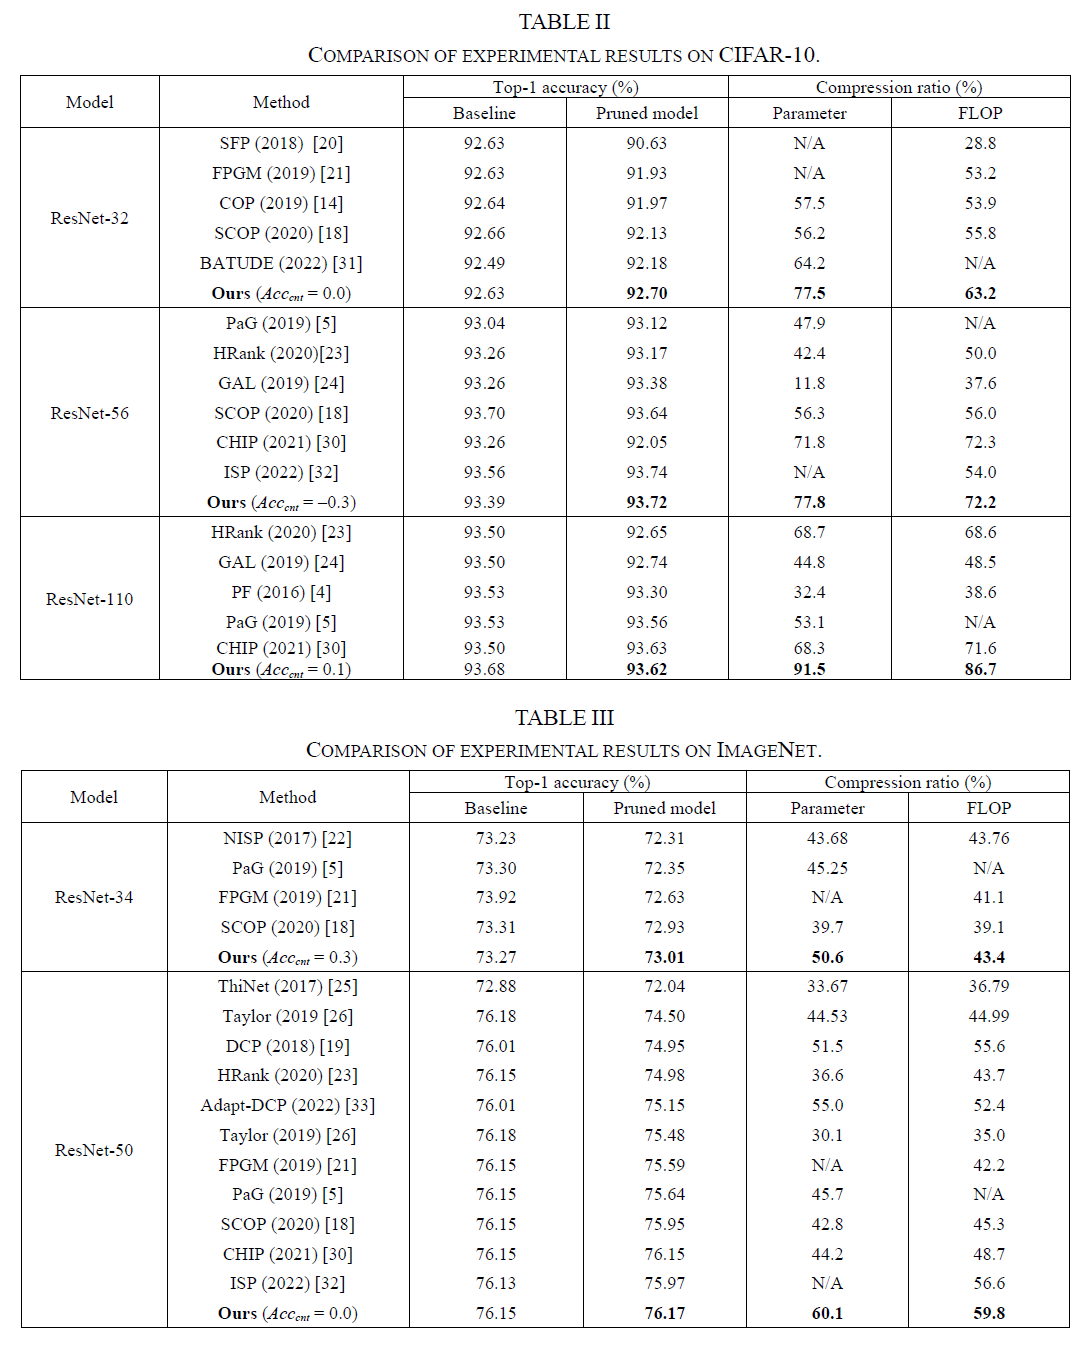 TABLE II
COMPARISON OF EXPERIMENTAL RESULTS ON CIFAR-10.
Model Method Top-1 accuracy (%) Compression ratio (%)
Baseline Pruned model Parameter FLOP
ResNet-32
SFP (2018) [20] 92.63 90.63 N/A 28.8
FPGM (2019) [21] 92.63 91.93 N/A 53.2
COP (2019) [14] 92.64 91.97 57.5 53.9
SCOP (2020) [18] 92.66 92.13 56.2 55.8
BATUDE (2022) [31] 92.49 92.18 64.2 N/A
Ours (Acc_cnt = 0.0) 92.63 92.70 77.5 63.2
ResNet-56
PaG (2019) [5] 93.04 93.12 47.9 N/A
HRank (2020)[23] 93.26 93.17 42.4 50.0
GAL (2019) [24] 93.26 93.38 11.8 37.6
SCOP (2020) [18] 93.70 93.64 56.3 56.0
CHIP (2021) [30] 93.26 92.05 71.8 72.3
ISP (2022) [32] 93.56 93.74 N/A 54.0
Ours (Acc_cnt = –0.3) 93.39 93.72 77.8 72.2
ResNet-110
HRank (2020) [23] 93.50 92.65 68.7 68.6
GAL (2019) [24] 93.50 92.74 44.8 48.5
PF (2016) [4] 93.53 93.30 32.4 38.6
PaG (2019) [5] 93.53 93.56 53.1 N/A
CHIP (2021) [30] 93.50 93.63 68.3 71.6
Ours (Acc_cnt = 0.1) 93.68 93.62 91.5 86.7
TABLE III
COMPARISON OF EXPERIMENTAL RESULTS ON IMAGENET.
Model Method Top-1 accuracy (%) Compression ratio (%)
Baseline Pruned model Parameter FLOP
ResNet-34
NISP (2017) [22] 73.23 72.31 43.68 43.76
PaG (2019) [5] 73.30 72.35 45.25 N/A
FPGM (2019) [21] 73.92 72.63 N/A 41.1
SCOP (2020) [18] 73.31 72.93 39.7 39.1
Ours (Acc_cnt = 0.3) 73.27 73.01 50.6 43.4
ResNet-50
ThiNet (2017) [25] 72.88 72.04 33.67 36.79
Taylor (2019 [26] 76.18 74.50 44.53 44.99
DCP (2018) [19] 76.01 74.95 51.5 55.6
HRank (2020) [23] 76.15 74.98 36.6 43.7
Adapt-DCP (2022) [33] 76.01 75.15 55.0 52.4
Taylor (2019) [26] 76.18 75.48 30.1 35.0
FPGM (2019) [21] 76.15 75.59 N/A 42.2
PaG (2019) [5] 76.15 75.64 45.7 N/A
SCOP (2020) [18] 76.15 75.95 42.8 45.3
CHIP (2021) [30] 76.15 76.15 44.2 48.7
ISP (2022) [32] 76.13 75.97 N/A 56.6
Ours (Acc_cnt = 0.0) 76.15 76.17 60.1 59.8